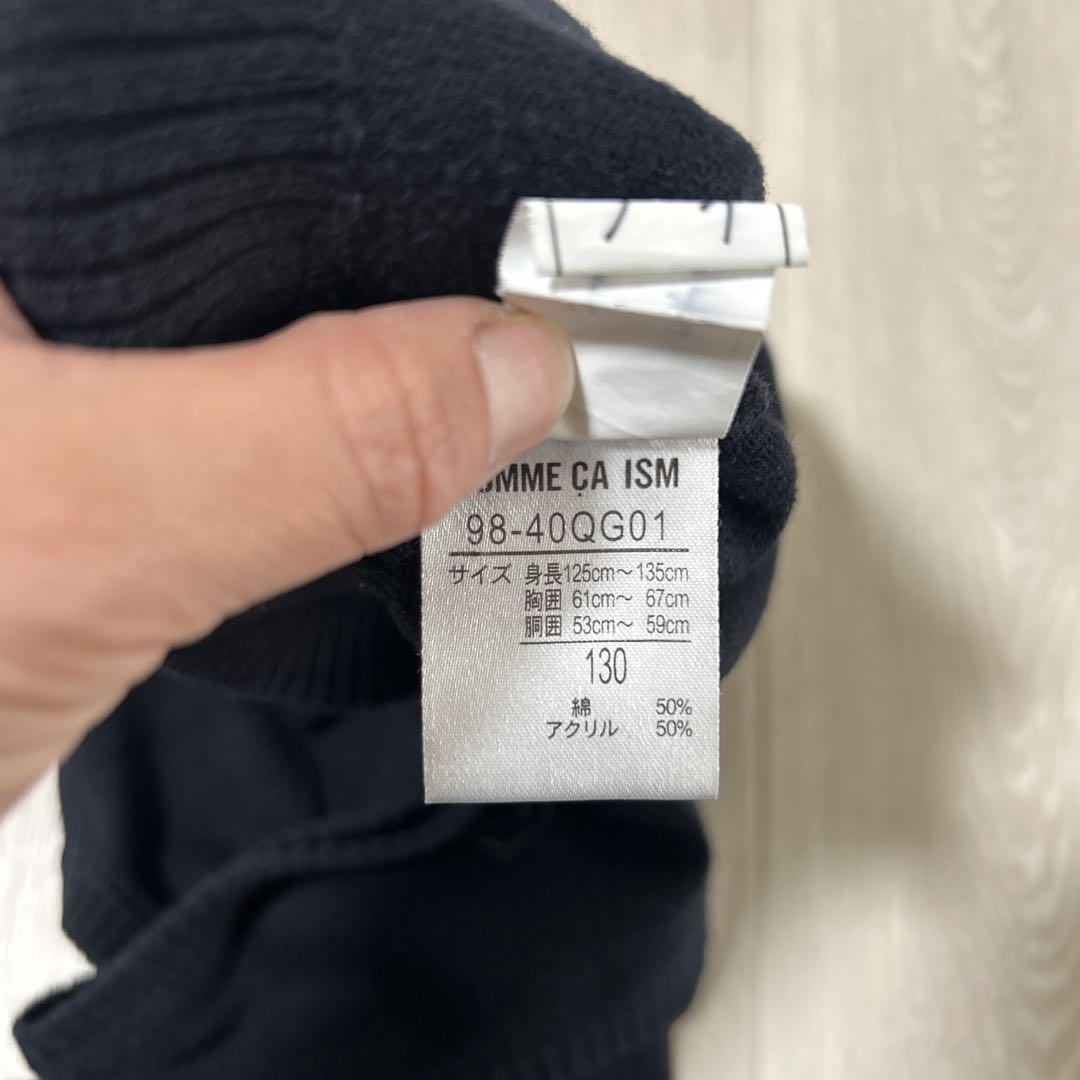 ÇA ISM
98-40QG01
サイズ 身長125cm～135cm
胸囲 61cm～ 67cm
胴囲 53cm～ 59cm
130
綿 50%
アクリル 50%